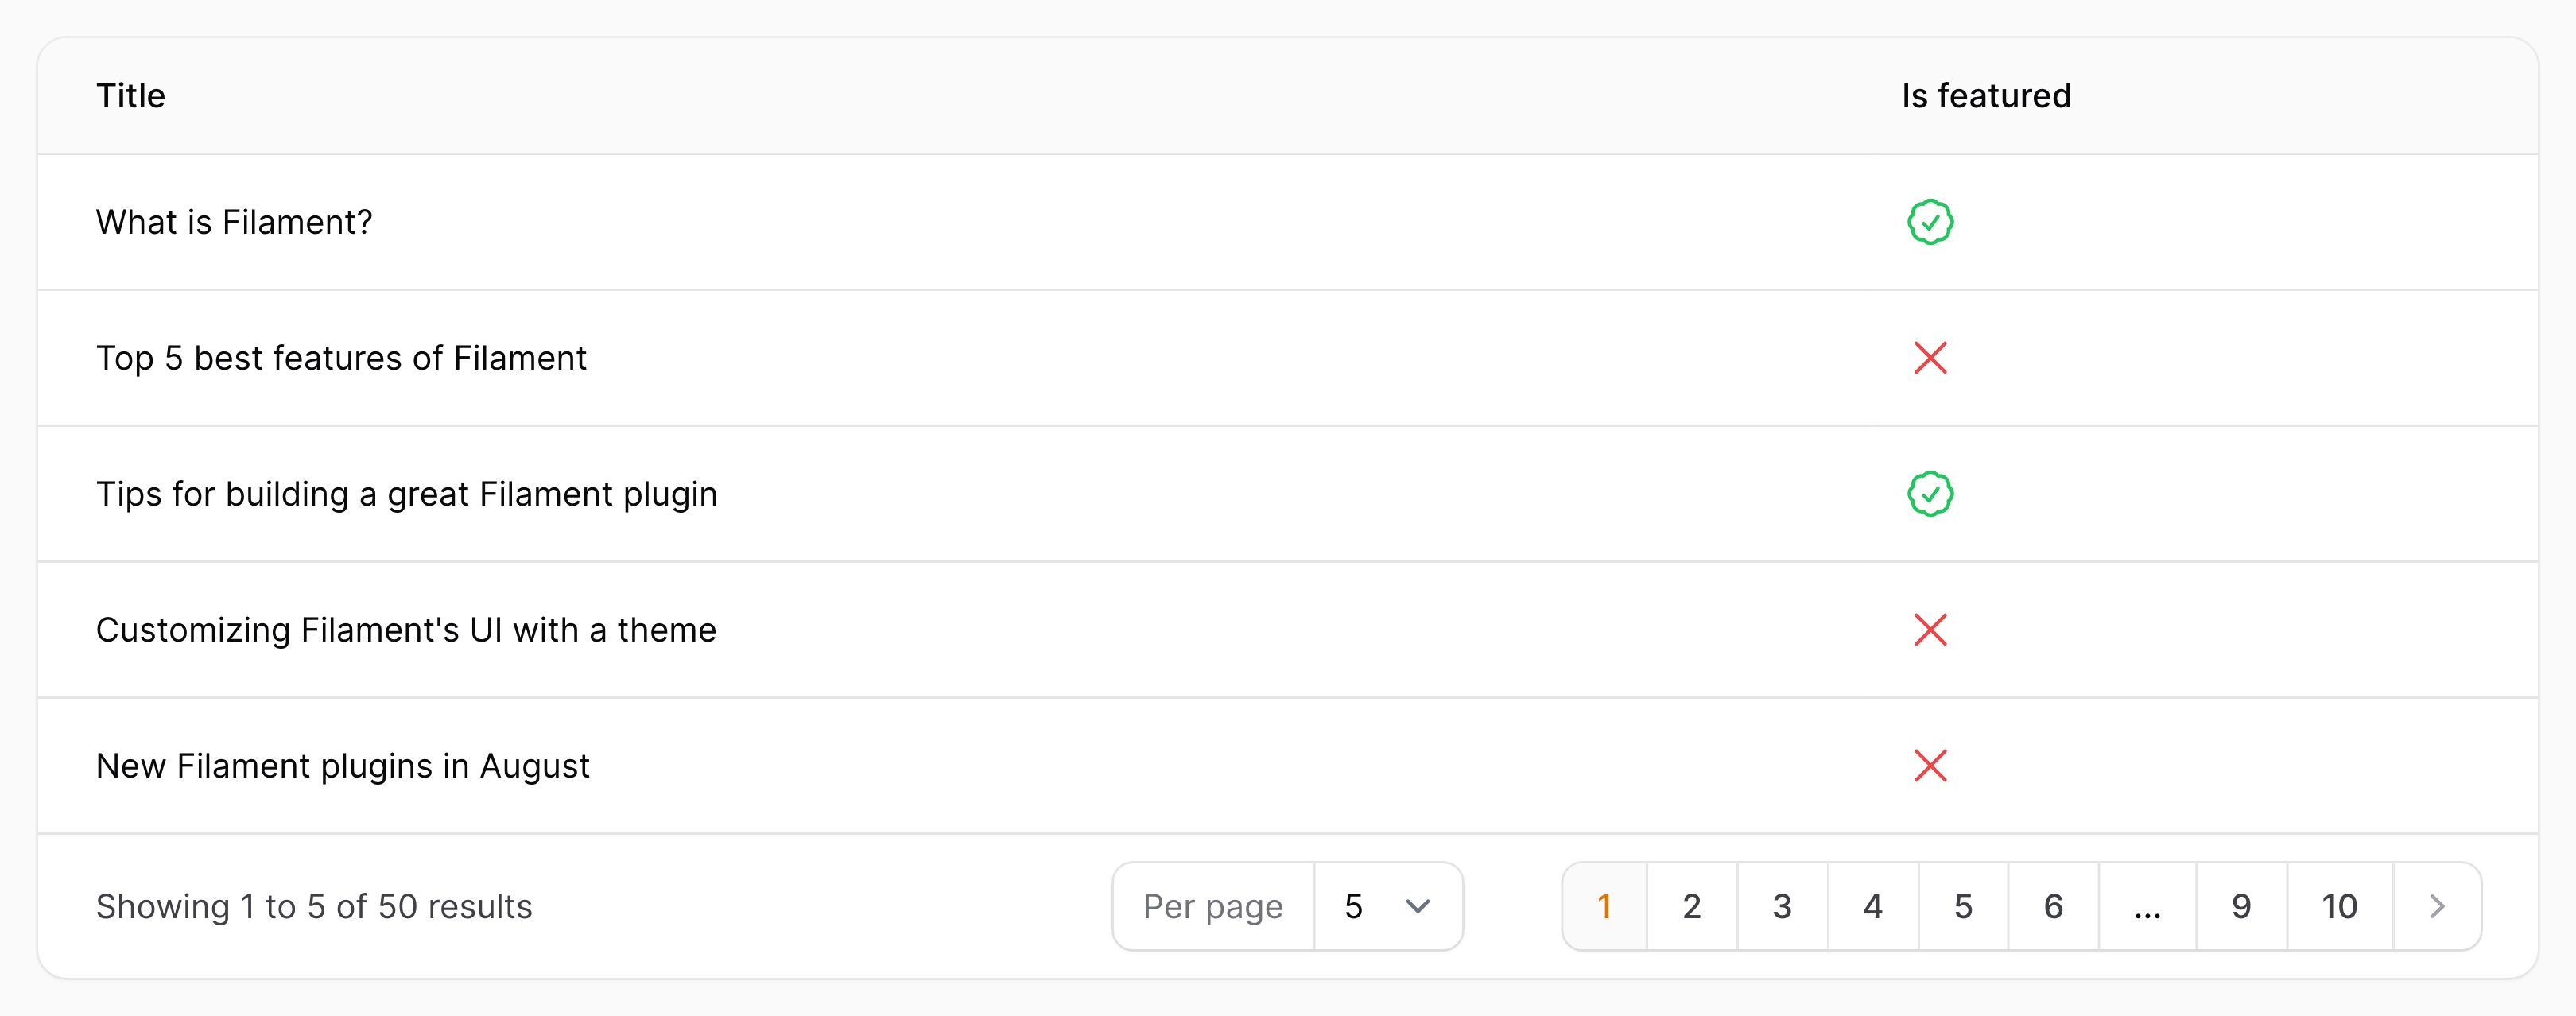 Title Is featured
What is Filament?
Top 5 best features of Filament
Tips for building a great Filament plugin
Customizing Filament's UI with a theme
New Filament plugins in August
Showing 1 to 5 of 50 results Per page 5 1 2 3 4 5 6 ... 9 10